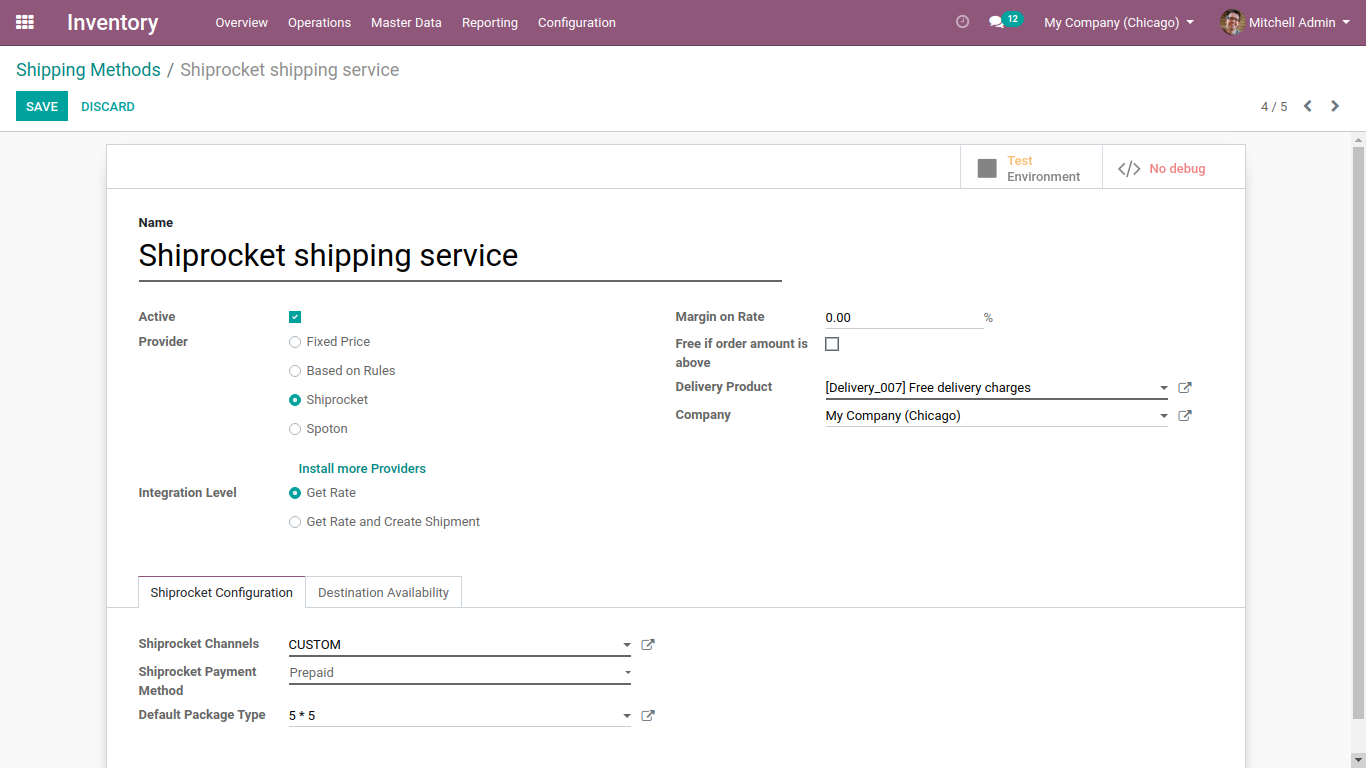 Inventory Overview Operations Master Data Reporting Configuration 12 My Company (Chicago) Mitchell Admin
Shipping Methods / Shiprocket shipping service
SAVE DISCARD 4 / 5
Test
Environment
No debug
Name
Shiprocket shipping service
Active
Provider
Fixed Price
Based on Rules
Shiprocket
Spoton
Install more Providers
Integration Level
Get Rate
Get Rate and Create Shipment
Margin on Rate 0.00 %
Free if order amount is
above
Delivery Product [Delivery_007] Free delivery charges
Company My Company (Chicago)
Shiprocket Configuration Destination Availability
Shiprocket Channels CUSTOM
Shiprocket Payment Prepaid
Method
Default Package Type 5 * 5